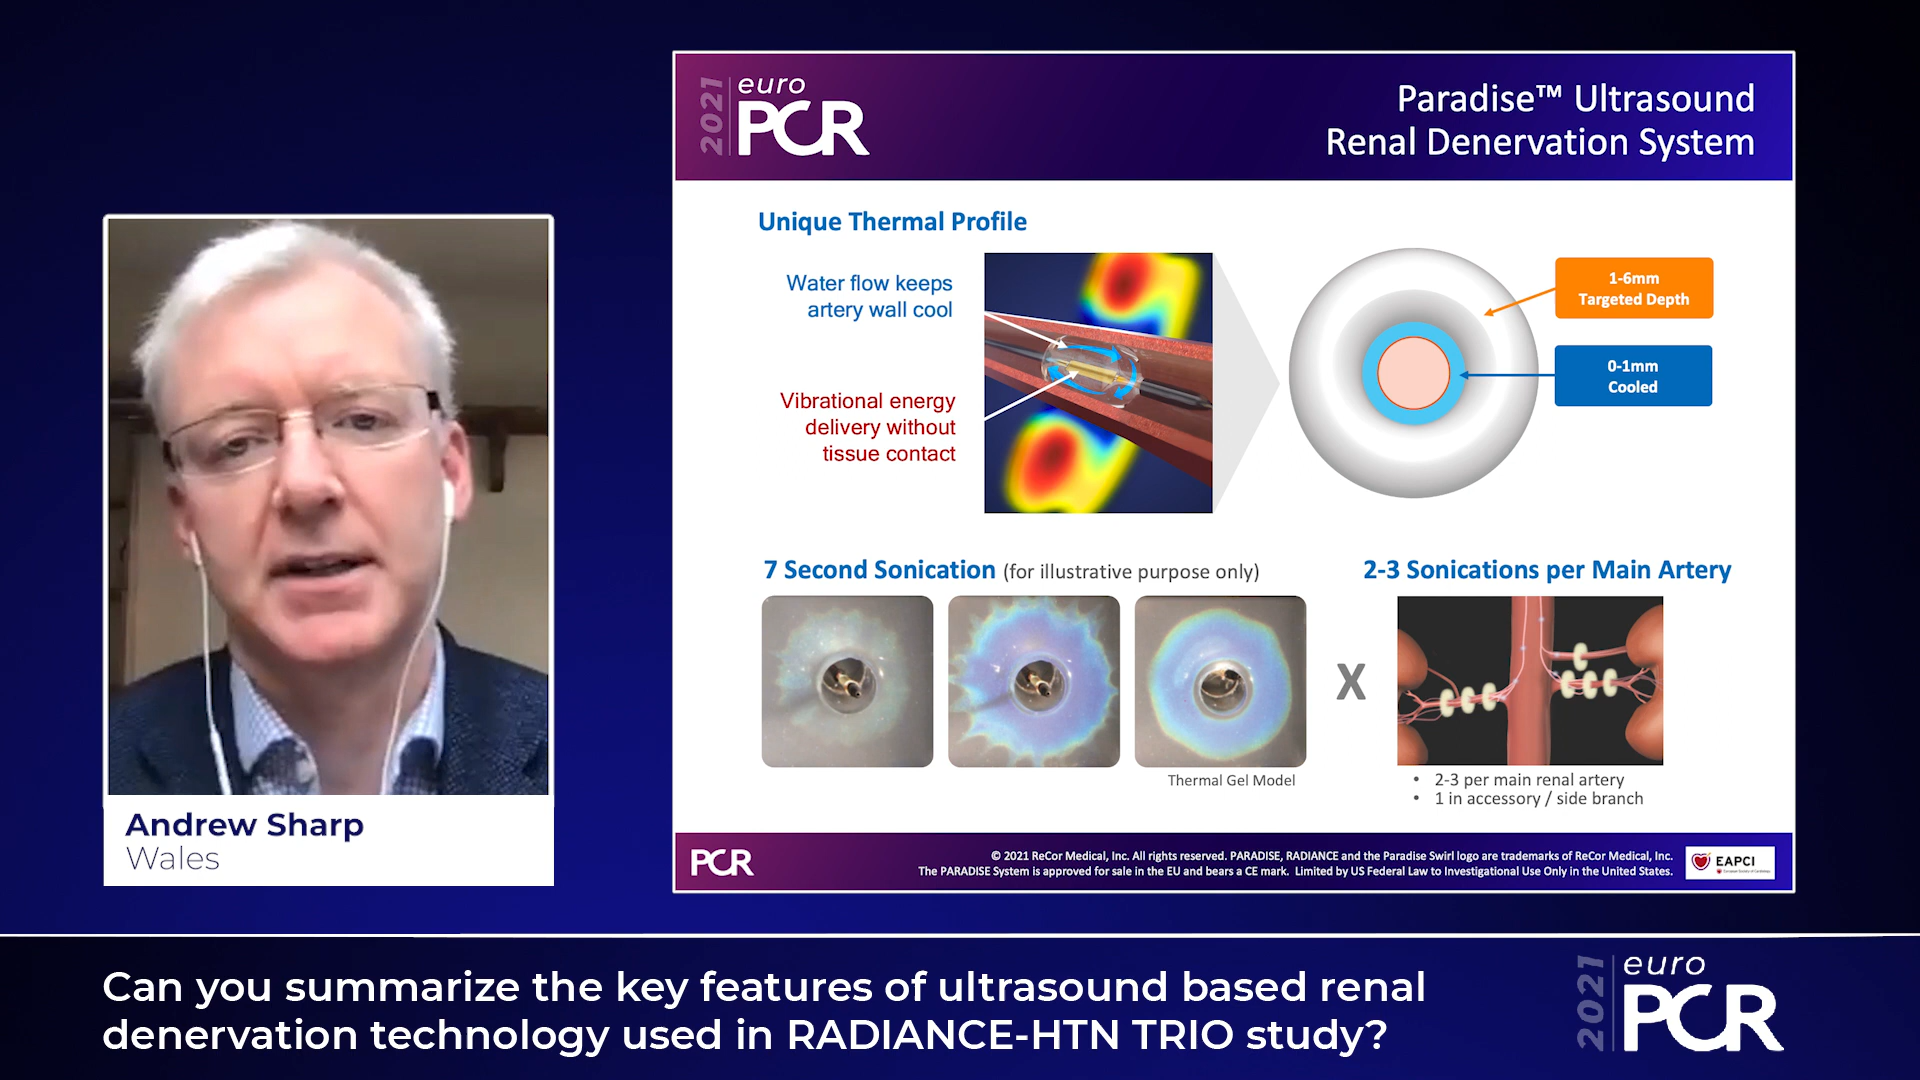 2021
euro
PCR
Paradise™ Ultrasound
Renal Denervation System
Unique Thermal Profile
Water flow keeps
artery wall cool
Vibrational energy
delivery without
tissue contact
1-6mm
Targeted Depth
0-1mm
Cooled
7 Second Sonication (for illustrative purpose only)
Thermal Gel Model
X
2-3 Sonications per Main Artery
• 2-3 per main renal artery
• 1 in accessory / side branch
PCR
© 2021 ReCor Medical, Inc. All rights reserved. PARADISE, RADIANCE and the Paradise Swirl logo are trademarks of ReCor Medical, Inc.
The PARADISE System is approved for sale in the EU and bears a CE mark. Limited by US Federal Law to Investigational Use Only in the United States.
EAPCI
Andrew Sharp
Wales
Can you summarize the key features of ultrasound based renal
denervation technology used in RADIANCE-HTN TRIO study?
2021
euro
PCR